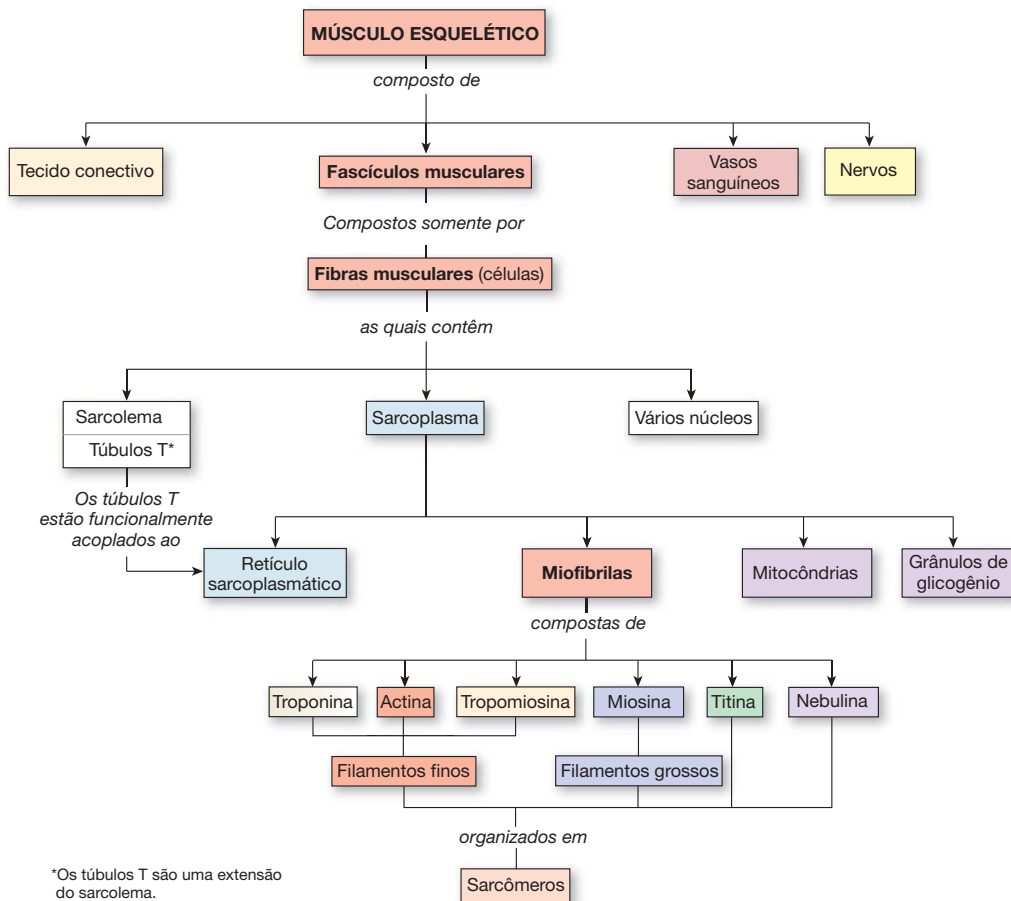 MÚSCULO ESQUELÉTICO
composto de
Tecido conectivo
Fascículos musculares
Vasos
sanguíneos
Nervos
Compostos somente por
Fibras musculares (células)
as quais contêm
Sarcolema
Túbulos T*
Sarcoplasma
Vários núcleos
Os túbulos T
estão funcionalmente
acoplados ao
Retículo
sarcoplasmático
Miofibrilas
Mitocôndrias
Grânulos de
glicogênio
compostas de
Troponina
Actina
Tropomiosina
Miosina
Titina
Nebulina
Filamentos finos
Filamentos grossos
organizados em
Sarcômeros
*Os túbulos T são uma extensão
do sarcolema.